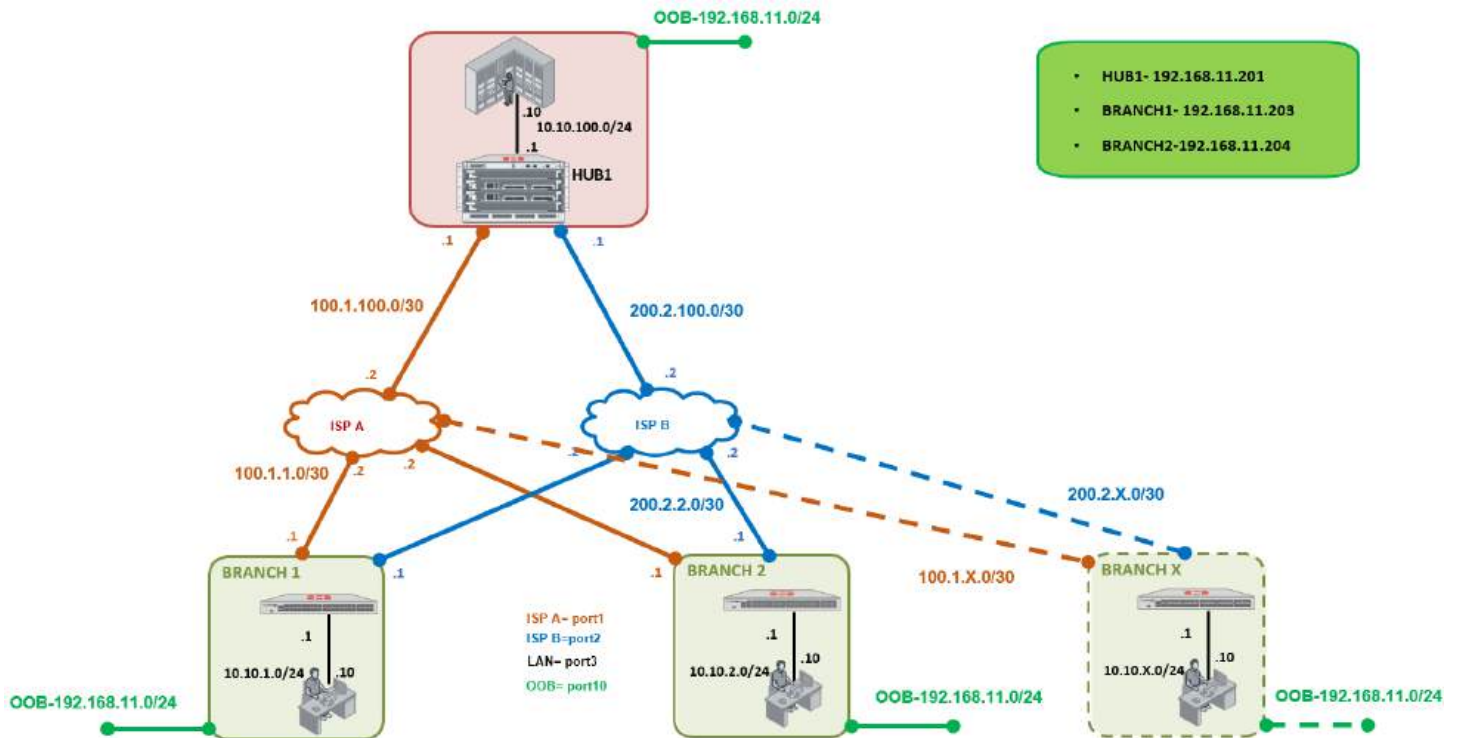 OOB-192.168.11.0/24
• HUB1- 192.168.11.201
• BRANCH1- 192.168.11.203
• BRANCH2-192.168.11.204
.10
10.10.100.0/24
.1
HUB1
.1
.1
100.1.100.0/30
200.2.100.0/30
.2
.2
ISP A
ISP B
100.1.1.0/30
.2
.2
.2
.2
200.2.2.0/30
200.2.X.0/30
.1
.1
.1
.1
100.1.X.0/30
BRANCH 1
BRANCH 2
BRANCH X
ISP A= port1
ISP B=port2
LAN= port3
OOB= port10
.1
10.10.1.0/24
.10
.1
10.10.2.0/24
.10
.1
10.10.X.0/24
.10
OOB-192.168.11.0/24
OOB-192.168.11.0/24
OOB-192.168.11.0/24